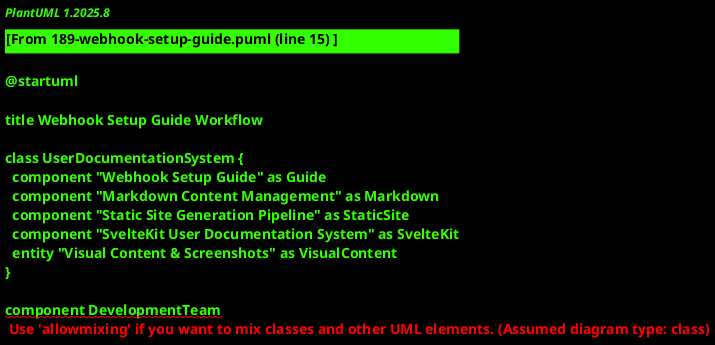 PlantUML 1.2025.8
[From 189-webhook-setup-guide.puml (line 15) ]
@startuml
title Webhook Setup Guide Workflow
class UserDocumentationSystem {
component "Webhook Setup Guide" as Guide
component "Markdown Content Management" as Markdown
component "Static Site Generation Pipeline" as StaticSite
component "SvelteKit User Documentation System" as SvelteKit
entity "Visual Content & Screenshots" as VisualContent
}
component DevelopmentTeam
Use 'allowmixing' if you want to mix classes and other UML elements. (Assumed diagram type: class)